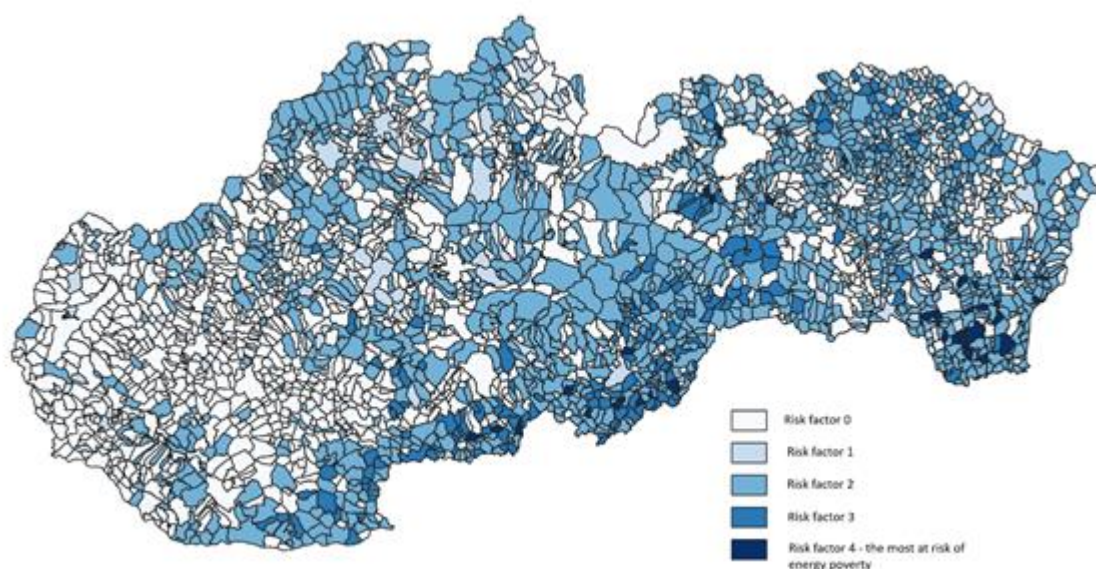 Risk factor 0
Risk factor 1
Risk factor 2
Risk factor 3
Risk factor 4 - the most at risk of
energy poverty